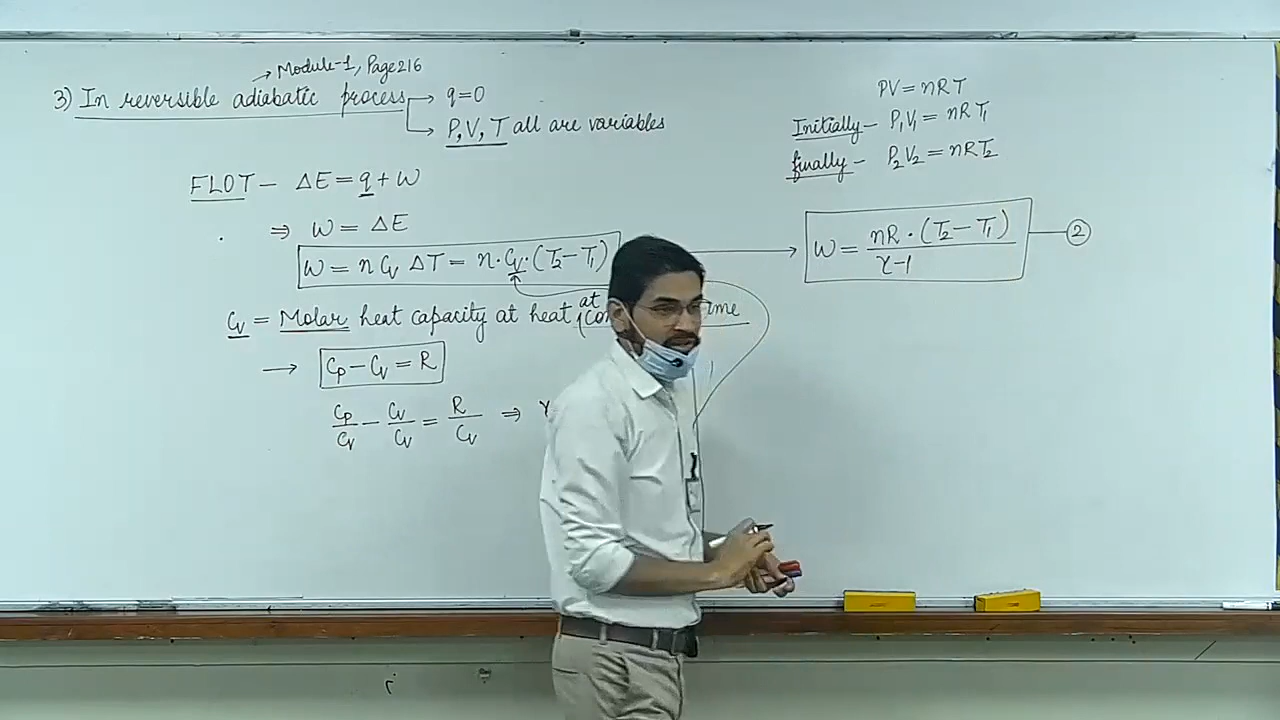 → Module-1, Page 216
3) In reversible adiabatic process → q=0
→ P, V, T all are variables
FLOT – ΔE = q + W
⇒ W = ΔE
W = n Cv ΔT = n·Cv·(T2–T1)
Cv = Molar heat capacity at heat at
→ Cp – Cv = R
Cp/Cv – Cv/Cv = R/Cv ⇒ γ
PV = nRT
Initially – P1V1 = nRT1
finally – P2V2 = nRT2
W = nR·(T2–T1)/γ–1 — ②